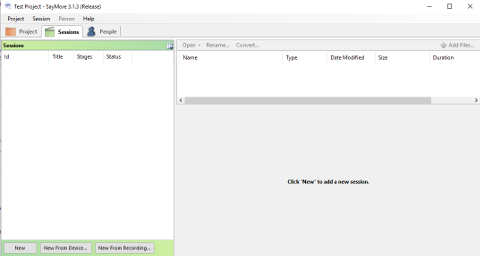 Test Project - SayMore 3.1.3 (Release)
Project Session Person Help
Project Sessions People
Sessions
Open Rename... Convert... Add Files...
Id Title Stages Status
Name Type Date Modified Size Duration
Click 'New' to add a new session.
New New From Device... New From Recording...